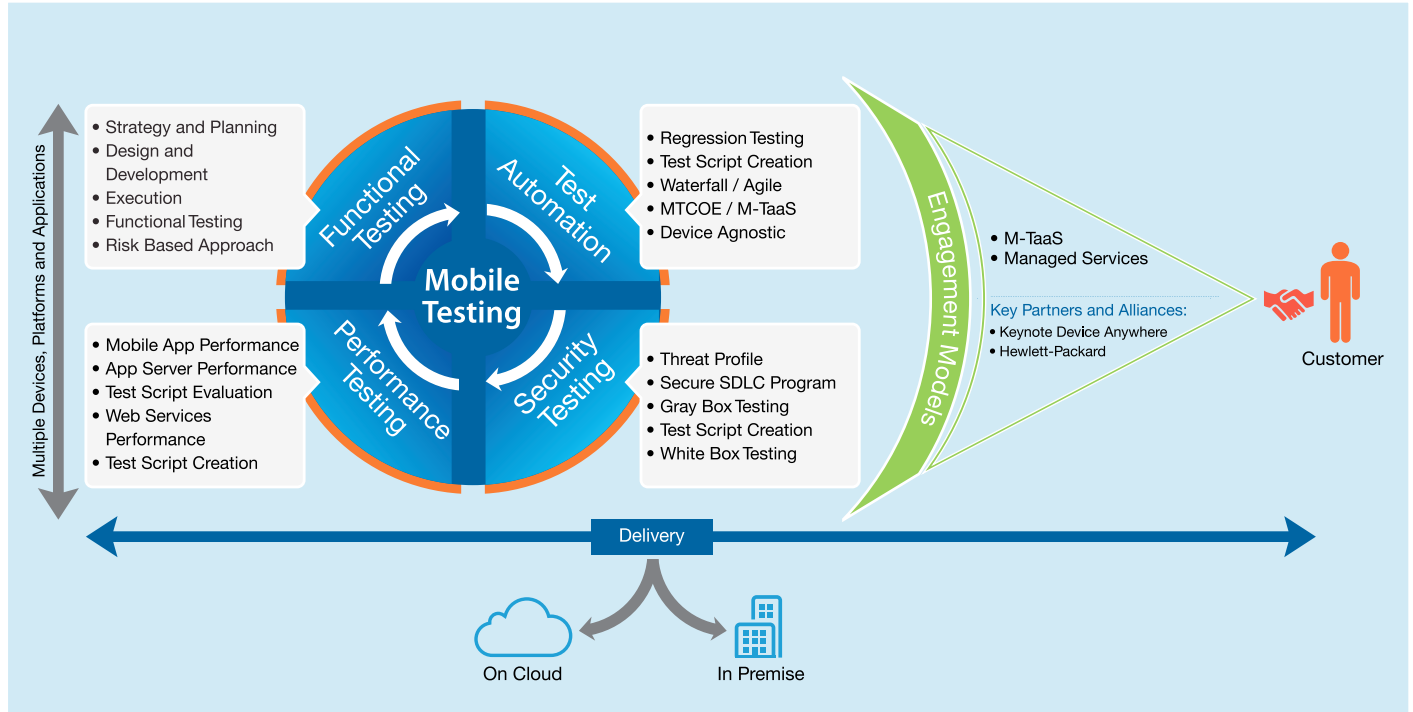 Multiple Devices, Platforms and Applications
• Strategy and Planning
• Design and
Development
• Execution
• Functional Testing
• Risk Based Approach
Functional
Testing
Test
Automation
• Regression Testing
• Test Script Creation
• Waterfall / Agile
• MTCOE / M-TaaS
• Device Agnostic
Mobile
Testing
• Mobile App Performance
• App Server Performance
• Test Script Evaluation
• Web Services
Performance
• Test Script Creation
Performance
Testing
Security
Testing
• Threat Profile
• Secure SDLC Program
• Gray Box Testing
• Test Script Creation
• White Box Testing
Engagement Models
• M-TaaS
• Managed Services
Key Partners and Alliances:
• Keynote Device Anywhere
• Hewlett-Packard
Customer
Delivery
On Cloud
In Premise